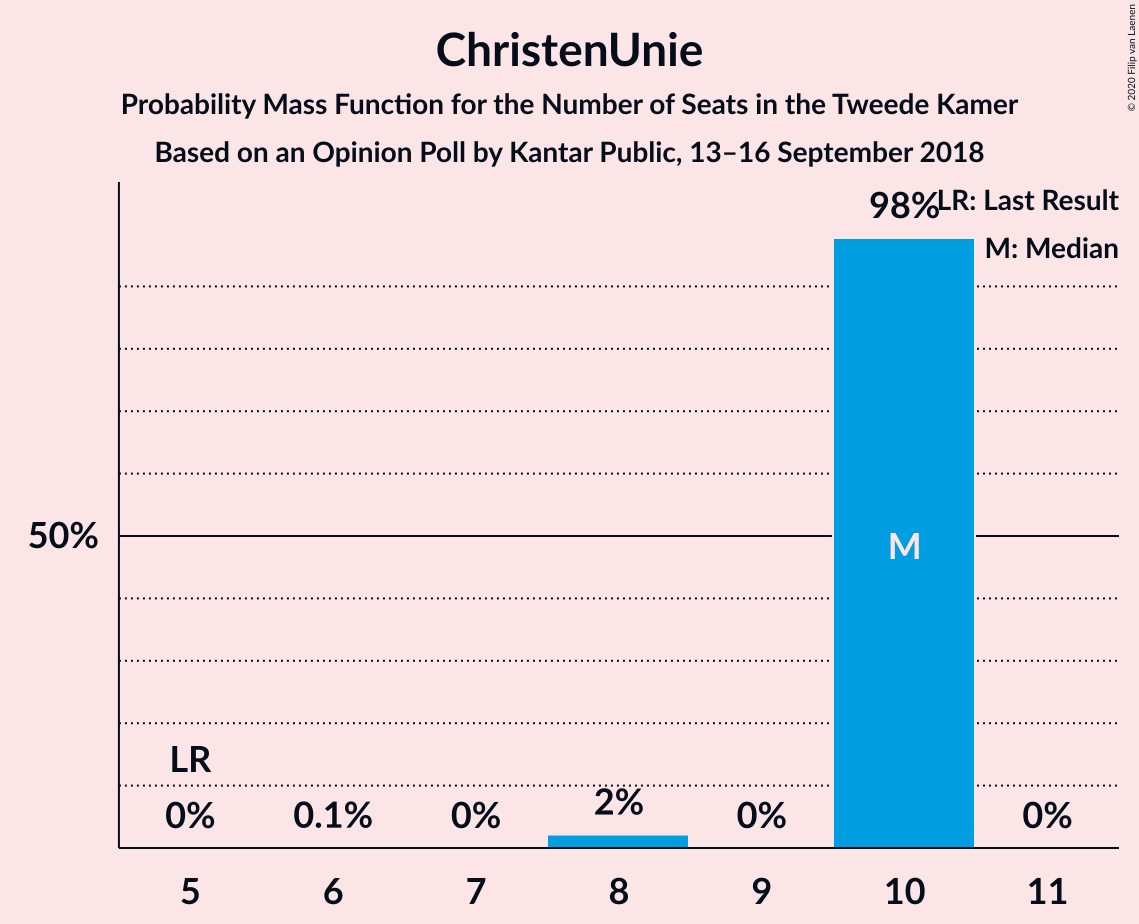 ChristenUnie
Probability Mass Function for the Number of Seats in the Tweede Kamer
Based on an Opinion Poll by Kantar Public, 13–16 September 2018
© 2020 Filip van Laenen
LR: Last Result
M: Median
98%
50%
M
LR
0%
0.1%
0%
2%
0%
0%
5
6
7
8
9
10
11